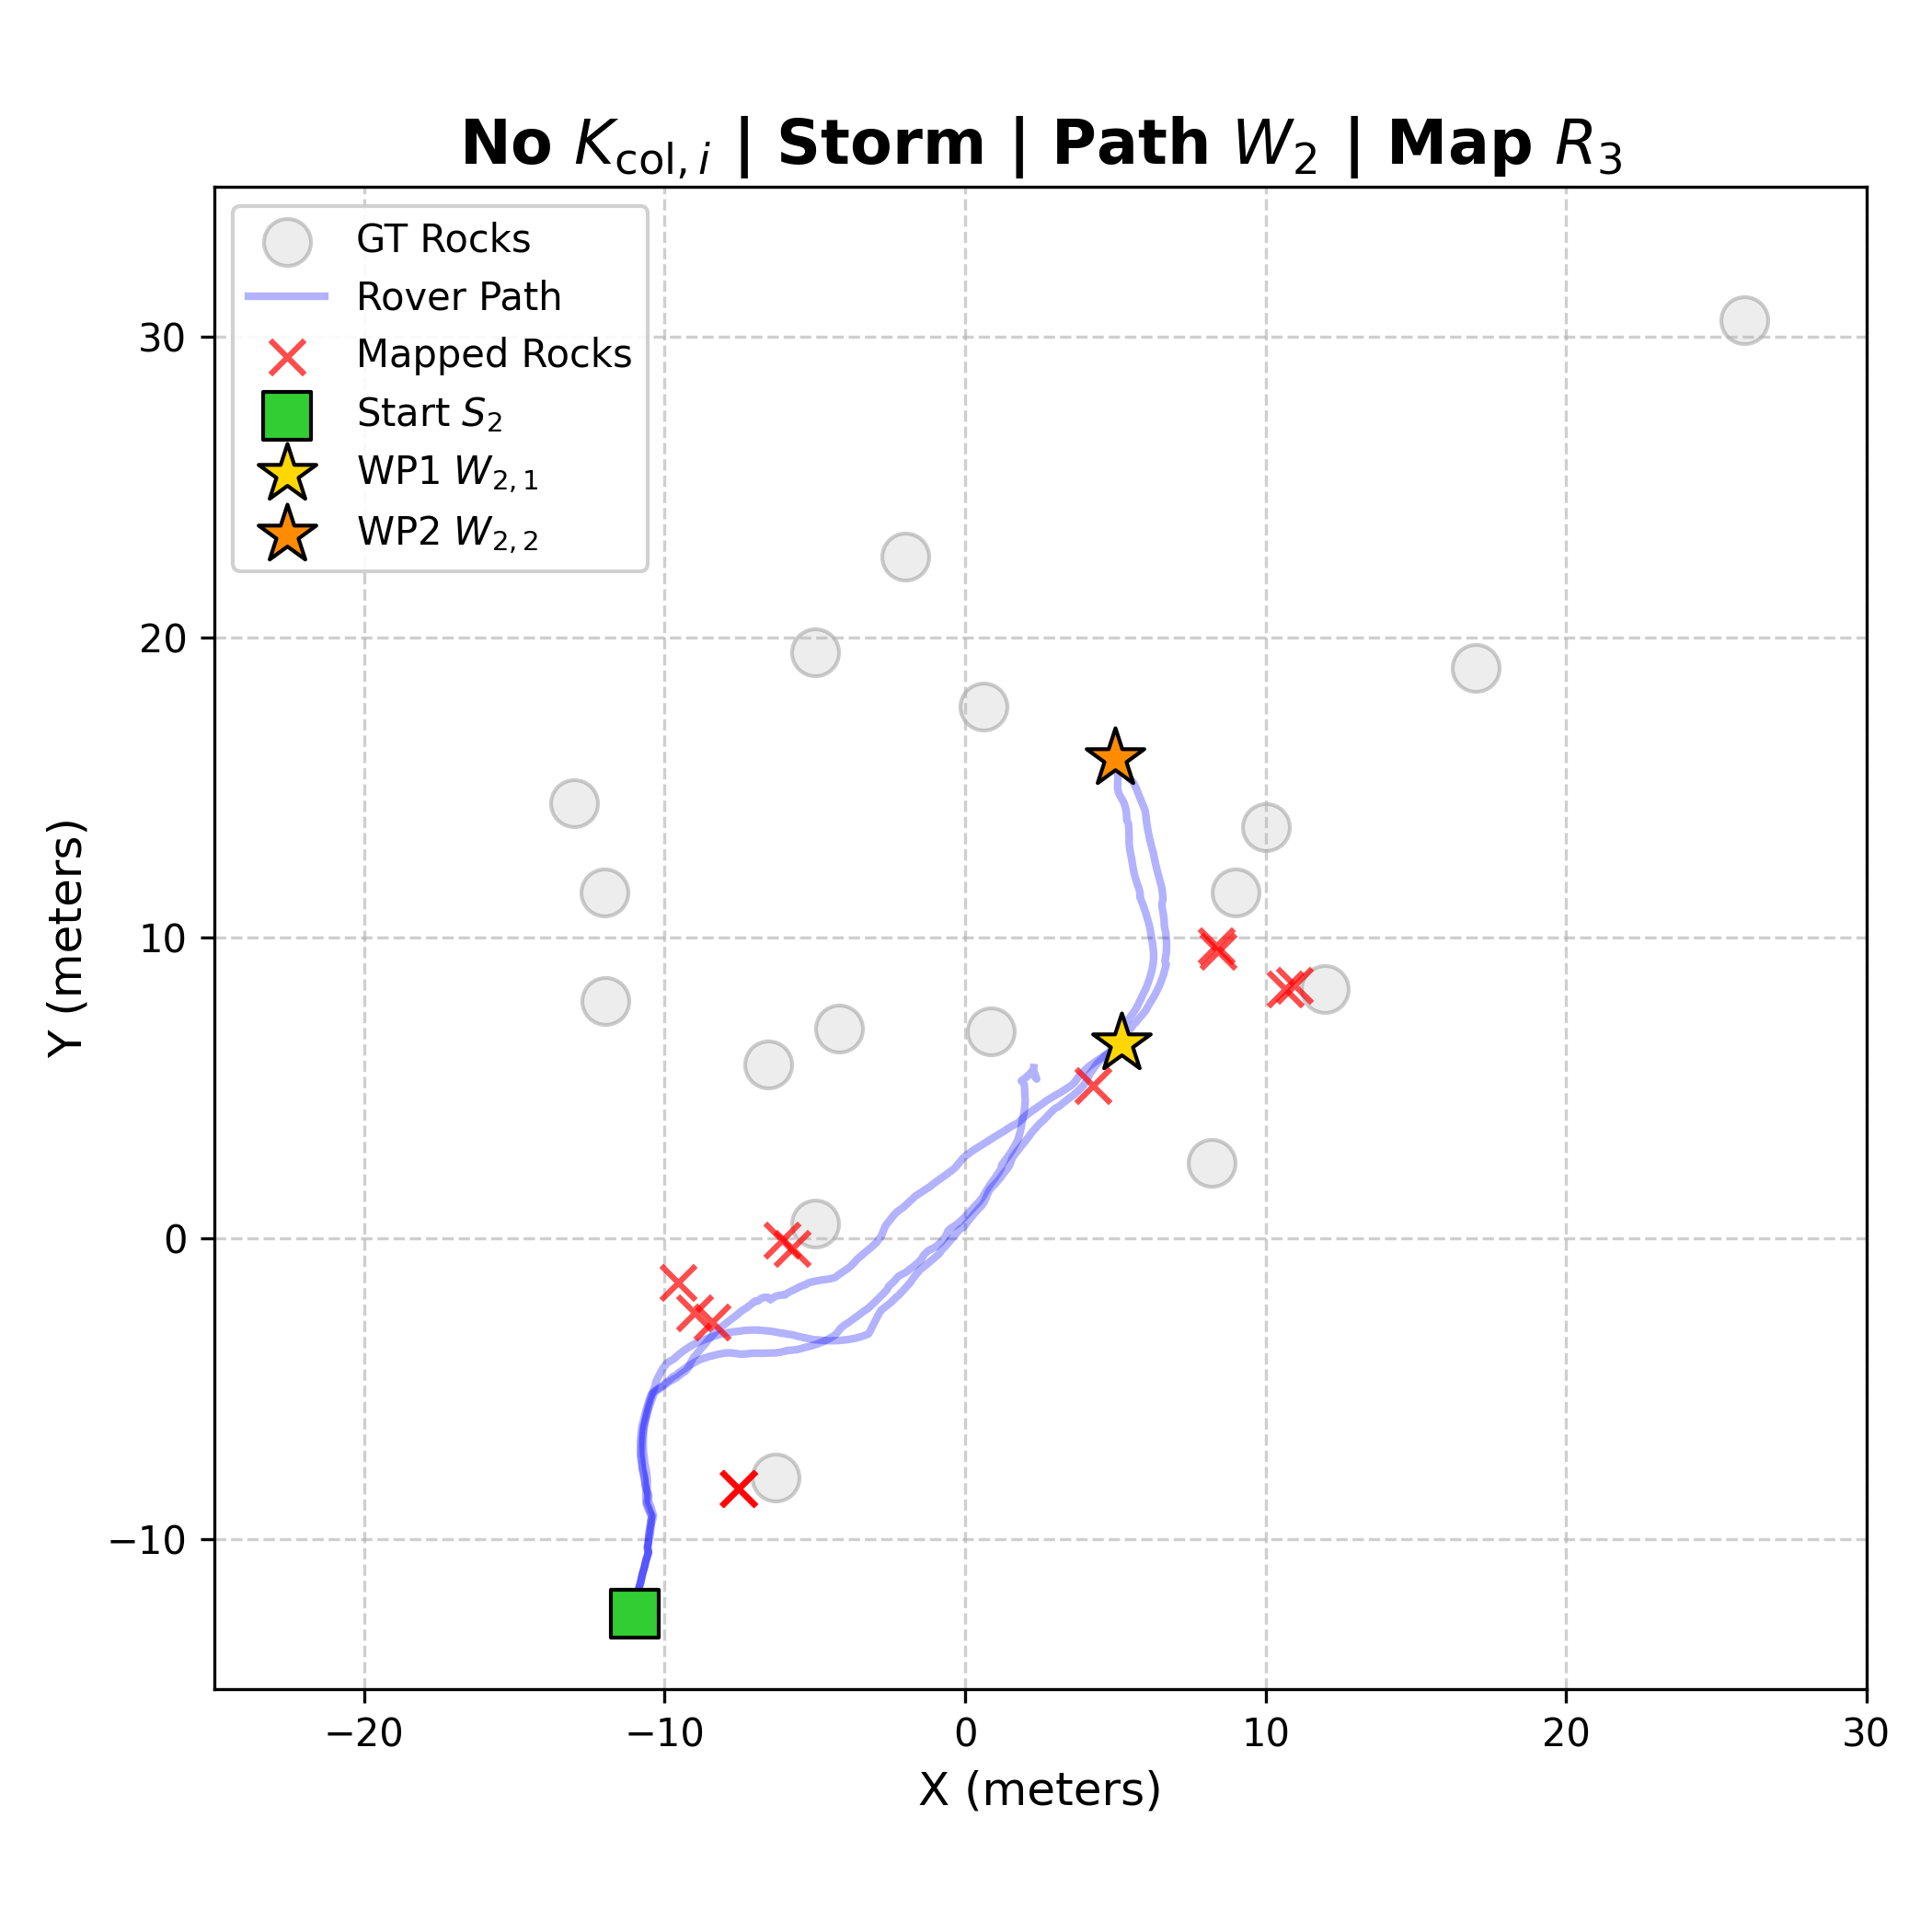 No K_col,i | Storm | Path W_2 | Map R_3
GT Rocks
Rover Path
Mapped Rocks
Start S_2
WP1 W_2,1
WP2 W_2,2
30
20
10
0
−10
Y (meters)
−20
−10
0
10
20
30
X (meters)